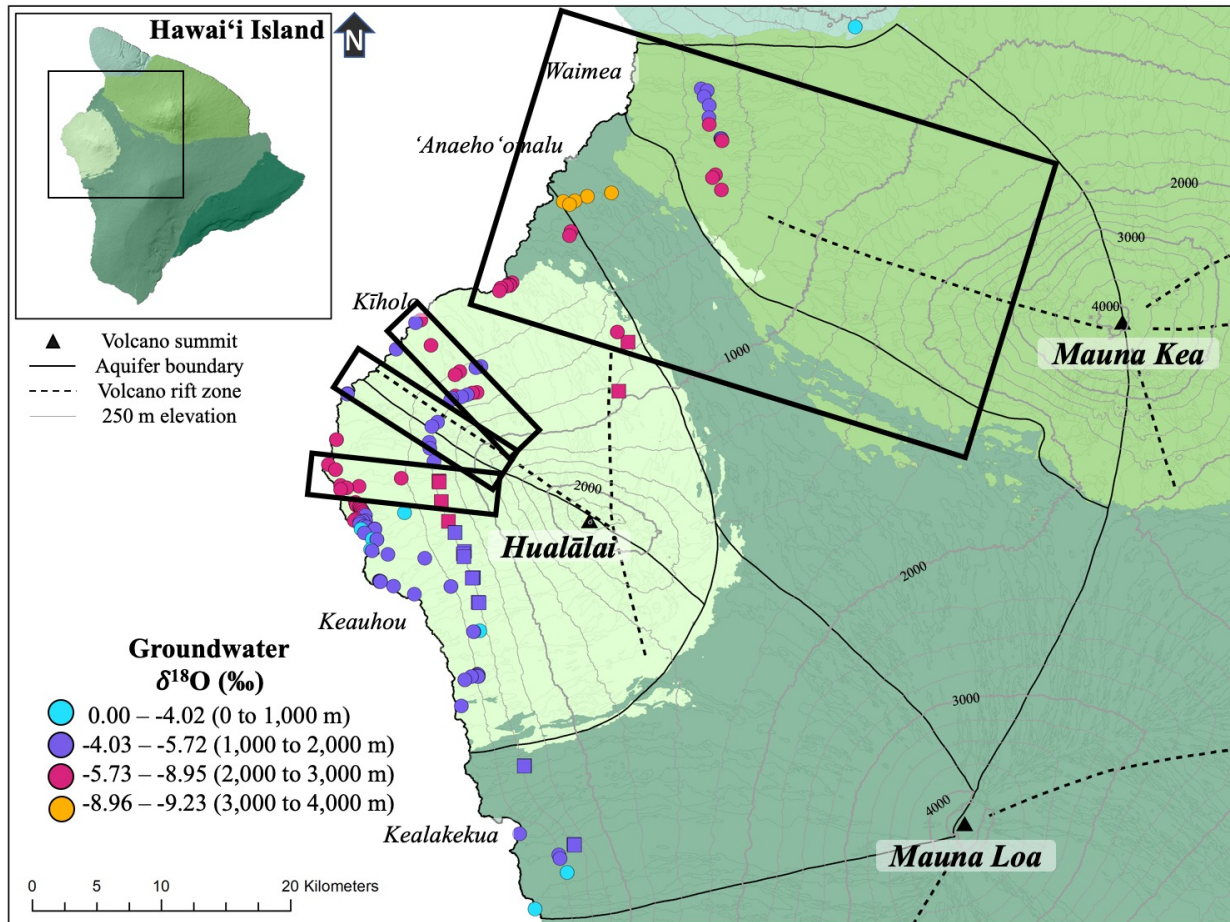 Hawai‘i Island
N
Volcano summit
Aquifer boundary
Volcano rift zone
250 m elevation
Waimea
‘Anaeho‘omalu
Kīholo
2000
3000
4000
Mauna Kea
1000
2000
Hualālai
2000
Keauhou
Groundwater
δ¹⁸O (‰)
0.00 – -4.02 (0 to 1,000 m)
-4.03 – -5.72 (1,000 to 2,000 m)
-5.73 – -8.95 (2,000 to 3,000 m)
-8.96 – -9.23 (3,000 to 4,000 m)
3000
4000
Kealakekua
Mauna Loa
0 5 10 20 Kilometers